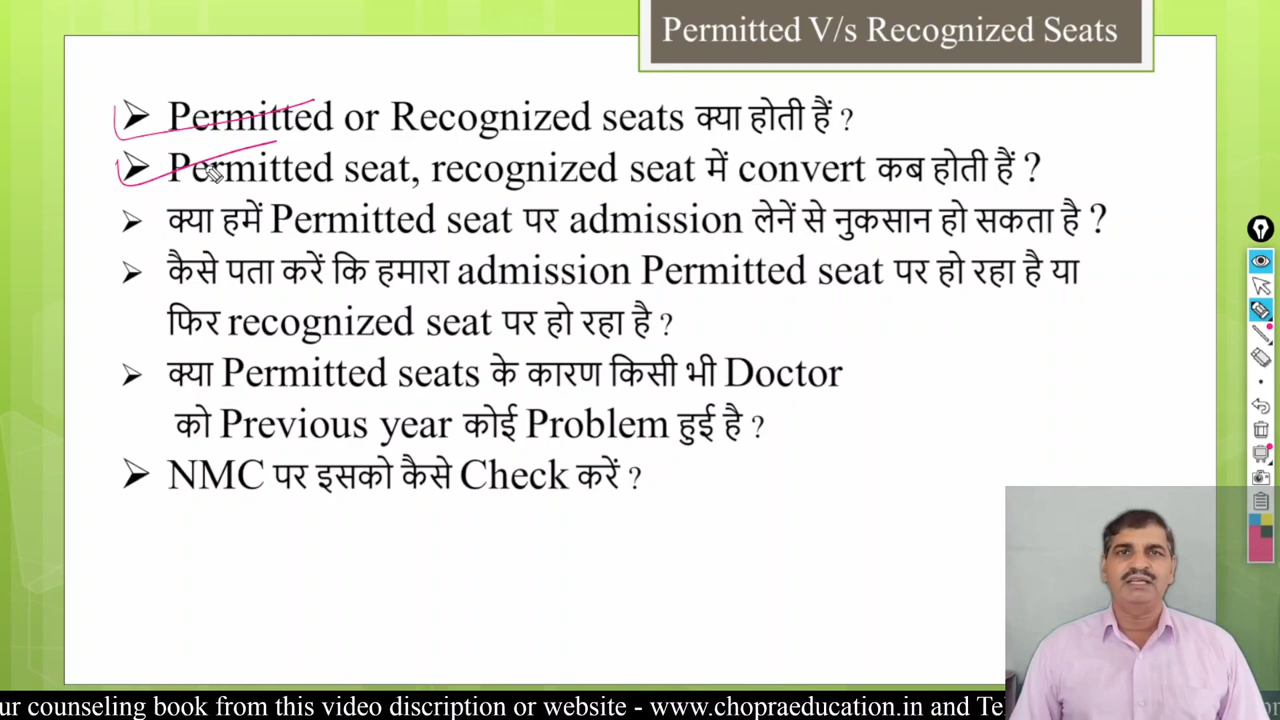 Permitted V/s Recognized Seats
Permitted or Recognized seats क्या होती हैं ?
Permitted seat, recognized seat में convert कब होती हैं ?
क्या हमें Permitted seat पर admission लेनें से नुकसान हो सकता है ?
कैसे पता करें कि हमारा admission Permitted seat पर हो रहा है या
फिर recognized seat पर हो रहा है ?
क्या Permitted seats के कारण किसी भी Doctor
को Previous year कोई Problem हुई है ?
NMC पर इसको कैसे Check करें ?
ur counseling book from this video discription or website - www.chopraeducation.in and Te